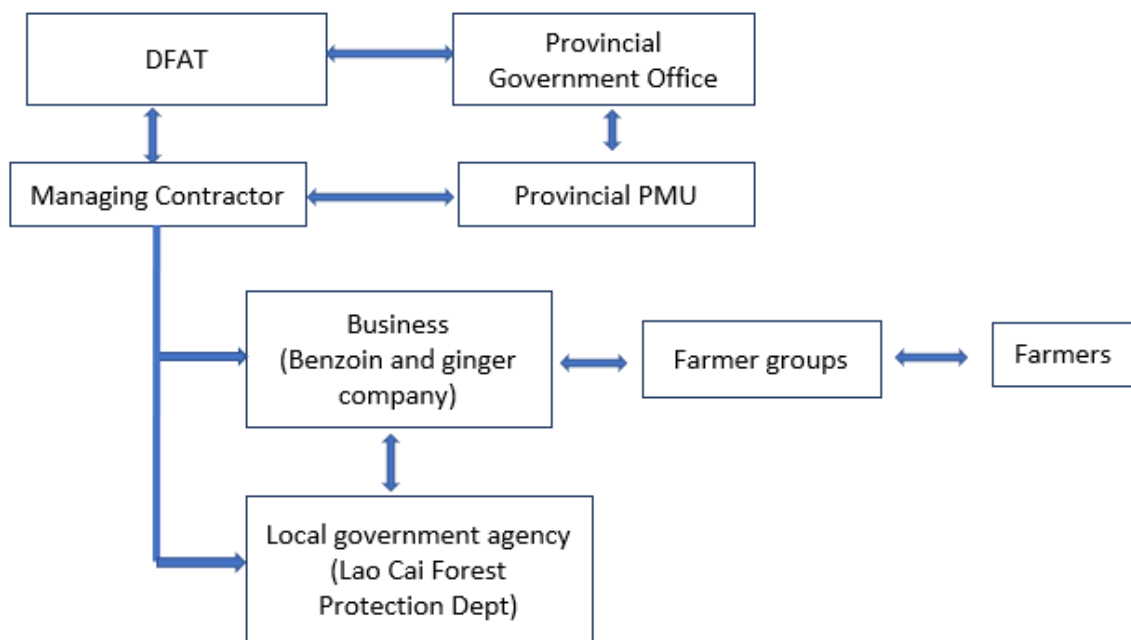 DFAT
Provincial
Government Office
Managing Contractor
Provincial PMU
Business
(Benzoin and ginger
company)
Farmer groups
Farmers
Local government agency
(Lao Cai Forest
Protection Dept)